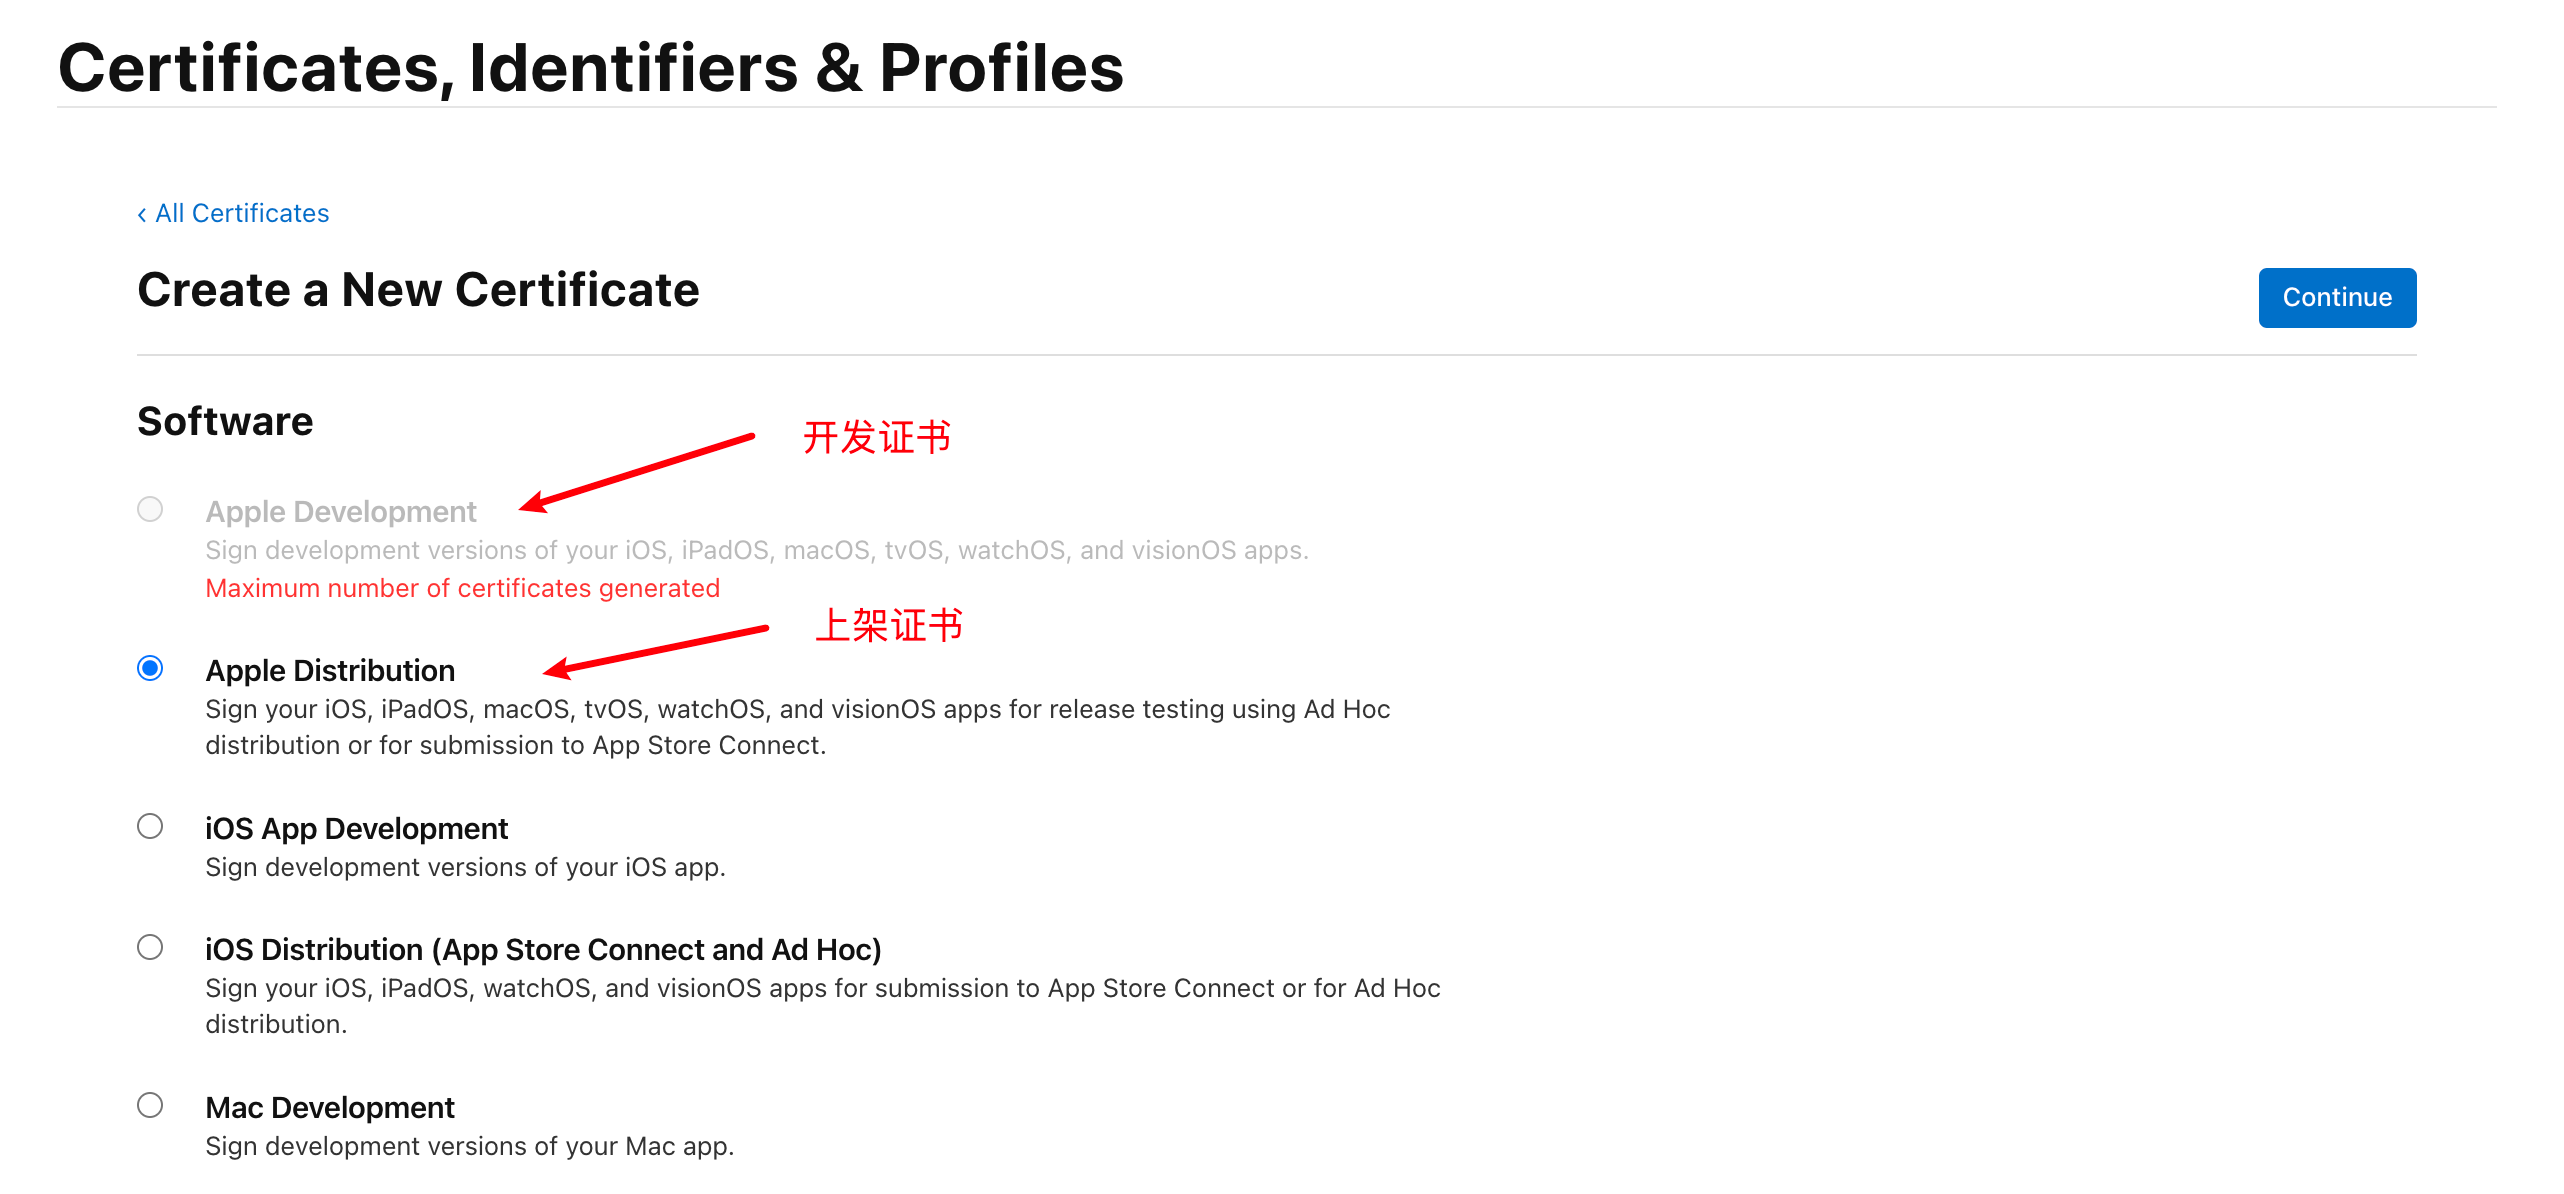 Certificates, Identifiers & Profiles
‹ All Certificates
Create a New Certificate
Continue
Software
开发证书
Apple Development
Sign development versions of your iOS, iPadOS, macOS, tvOS, watchOS, and visionOS apps.
Maximum number of certificates generated
上架证书
Apple Distribution
Sign your iOS, iPadOS, macOS, tvOS, watchOS, and visionOS apps for release testing using Ad Hoc
distribution or for submission to App Store Connect.
iOS App Development
Sign development versions of your iOS app.
iOS Distribution (App Store Connect and Ad Hoc)
Sign your iOS, iPadOS, watchOS, and visionOS apps for submission to App Store Connect or for Ad Hoc
distribution.
Mac Development
Sign development versions of your Mac app.